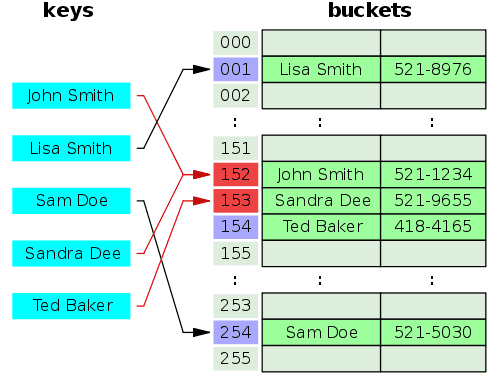 keys buckets
000
001 Lisa Smith 521-8976
John Smith 002
: : :
Lisa Smith 151
152 John Smith 521-1234
Sam Doe 153 Sandra Dee 521-9655
154 Ted Baker 418-4165
Sandra Dee 155
: : :
Ted Baker 253
254 Sam Doe 521-5030
255